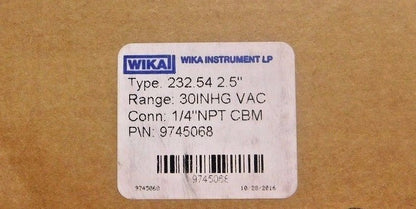 WIKA WIKA INSTRUMENT LP
Type. 232.54 2.5"
Range: 30INHG VAC
Conn: 1/4"NPT CBM
P\N: 9745068
9745068
9745068 10/28/2016